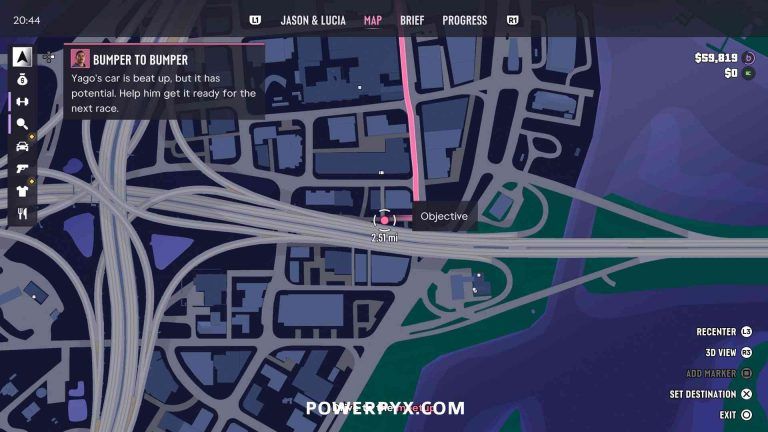 20:44
L1 JASON & LUCIA MAP BRIEF PROGRESS R1
BUMPER TO BUMPER
Yago's car is beat up, but it has
potential. Help him get it ready for the
next race.
$59,819
$0
Objective
2.51 mi
RECENTER L3
3D VIEW R3
ADD MARKER
SET DESTINATION
EXIT
POWERPYX.COM